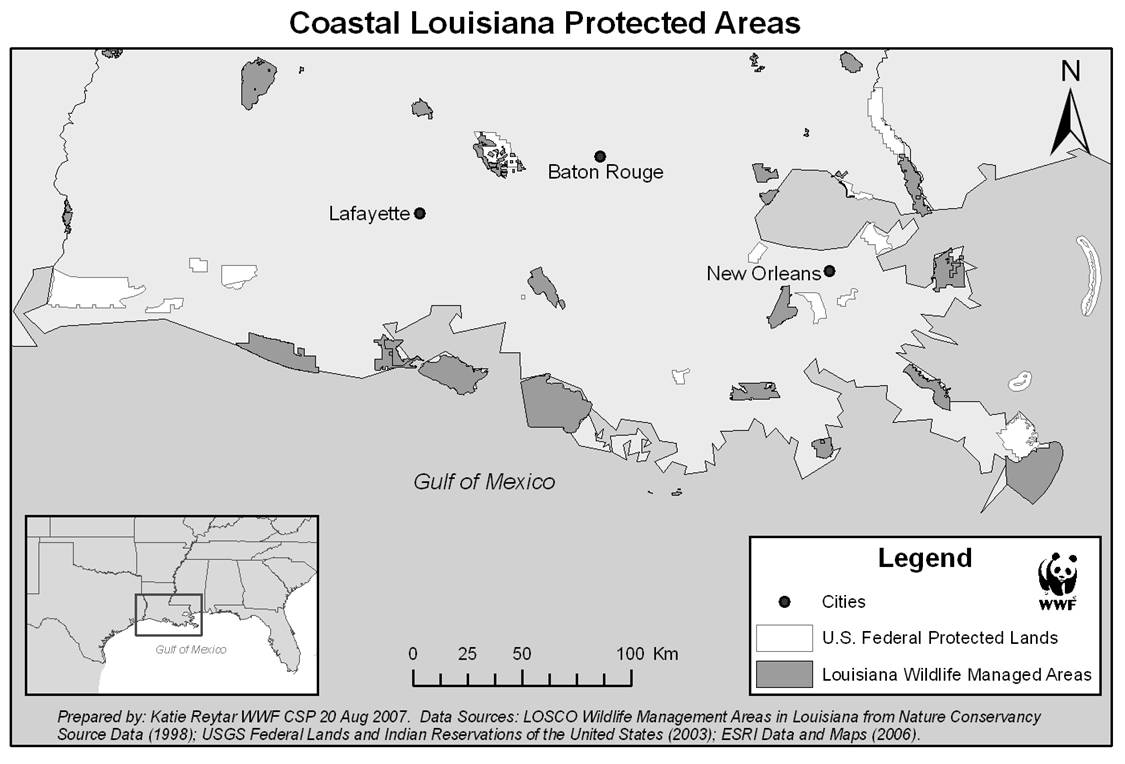 Coastal Louisiana Protected Areas
N
Baton Rouge
Lafayette
New Orleans
Gulf of Mexico
Gulf of Mexico
0 25 50 100 Km
Legend
Cities
U.S. Federal Protected Lands
Louisiana Wildlife Managed Areas
WWF
Prepared by: Katie Reytar WWF CSP 20 Aug 2007. Data Sources: LOSCO Wildlife Management Areas in Louisiana from Nature Conservancy
Source Data (1998); USGS Federal Lands and Indian Reservations of the United States (2003); ESRI Data and Maps (2006).